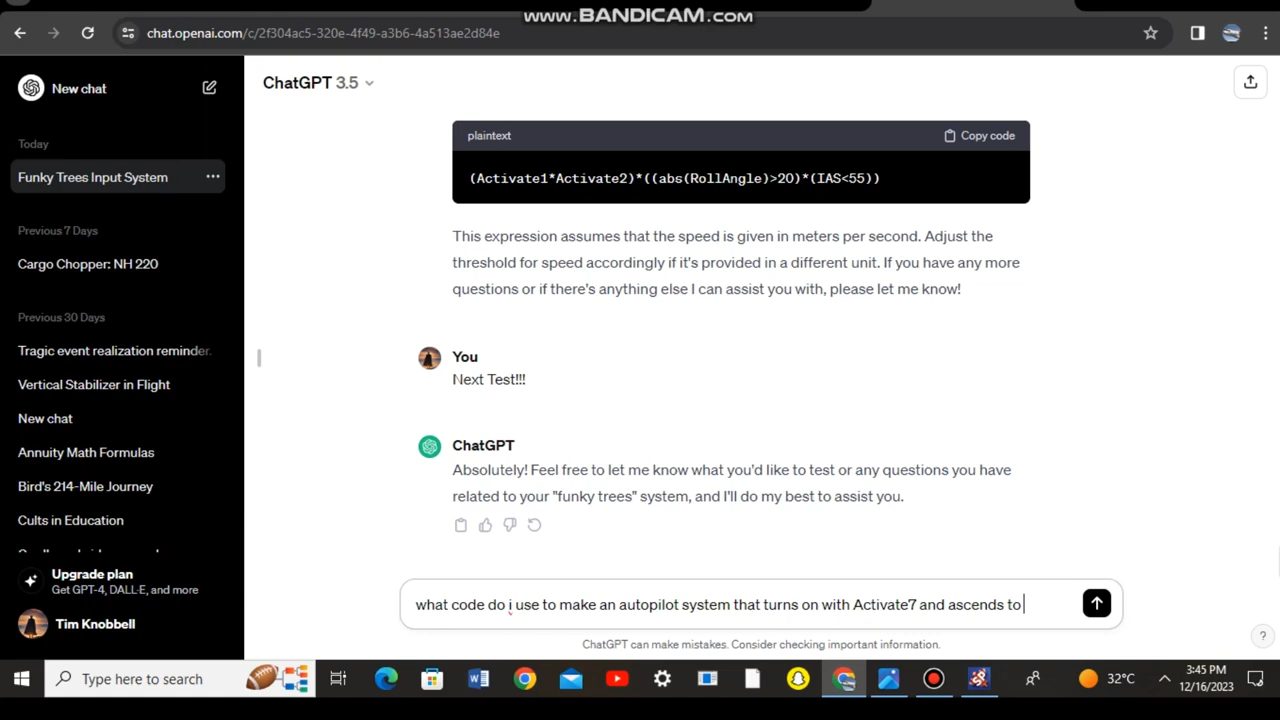 www.BANDICAM.com
chat.openai.com/c/2f304ac5-320e-4f49-a3b6-4a513ae2d84e
New chat
ChatGPT 3.5
Today
Funky Trees Input System
Previous 7 Days
Cargo Chopper: NH 220
Previous 30 Days
Tragic event realization reminder.
Vertical Stabilizer in Flight
New chat
Annuity Math Formulas
Bird's 214-Mile Journey
Cults in Education
Upgrade plan
Get GPT-4, DALL·E, and more
Tim Knobbell
plaintext
Copy code
(Activate1*Activate2)*((abs(RollAngle)>20)*(IAS<55))
This expression assumes that the speed is given in meters per second. Adjust the
threshold for speed accordingly if it's provided in a different unit. If you have any more
questions or if there's anything else I can assist you with, please let me know!
You
Next Test!!!
ChatGPT
Absolutely! Feel free to let me know what you'd like to test or any questions you have
related to your "funky trees" system, and I'll do my best to assist you.
what code do i use to make an autopilot system that turns on with Activate7 and ascends to
ChatGPT can make mistakes. Consider checking important information.
?
Type here to search
32°C
3:45 PM
12/16/2023